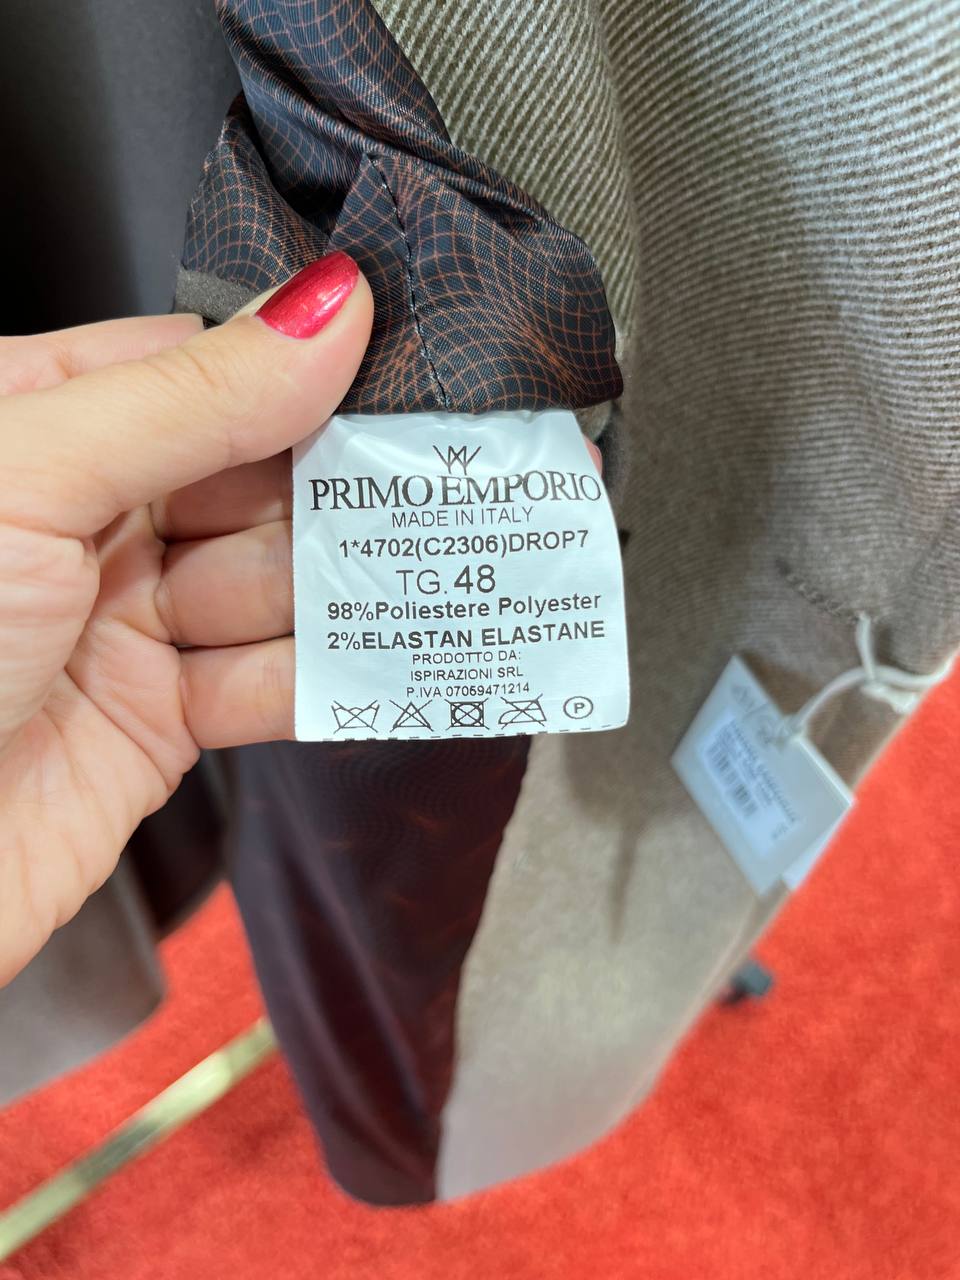 PRIMO EMPORIO
MADE IN ITALY
1*4702(C2306)DROP7
TG. 48
98%Poliestere Polyester
2%ELASTAN ELASTANE
PRODOTTO DA:
ISPIRAZIONI SRL
P.IVA 07059471214
P